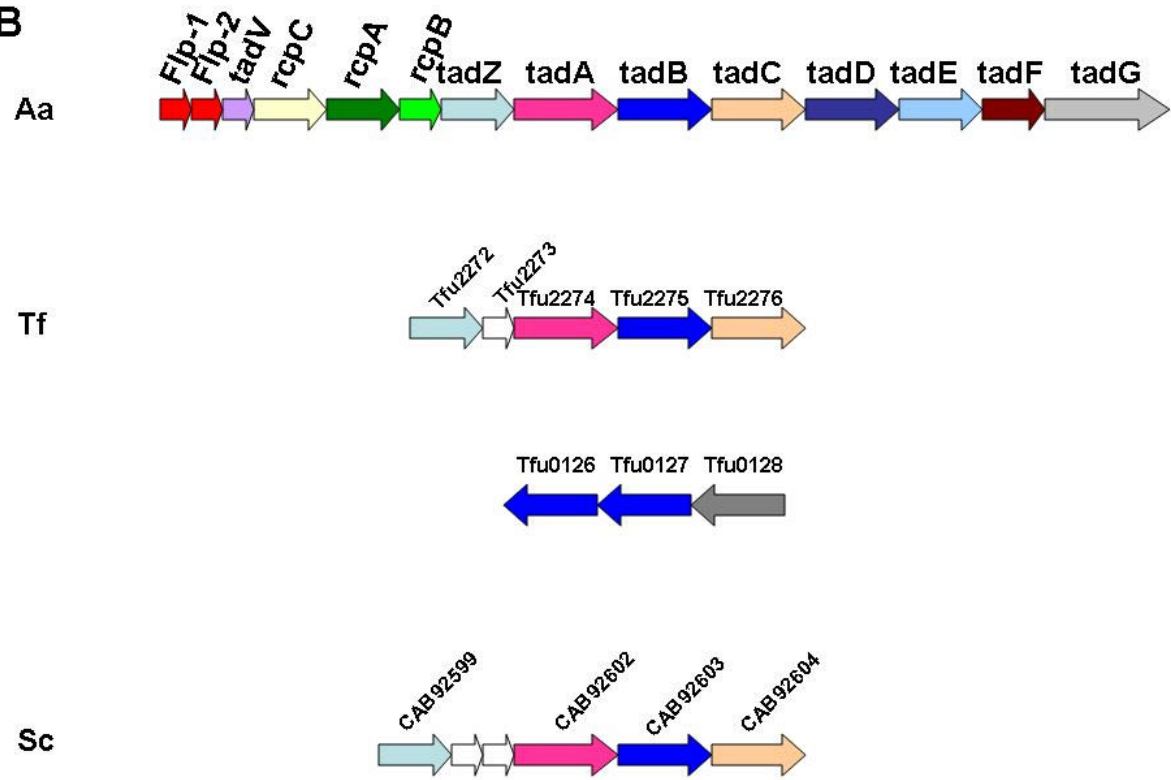 B
Flp-1 Flp-2 tadV rcpC rcpA rcpB tadZ tadA tadB tadC tadD tadE tadF tadG
Aa
Tfu2272 Tfu2273 Tfu2274 Tfu2275 Tfu2276
Tf
Tfu0126 Tfu0127 Tfu0128
CAB92599 CAB92602 CAB92603 CAB92604
Sc